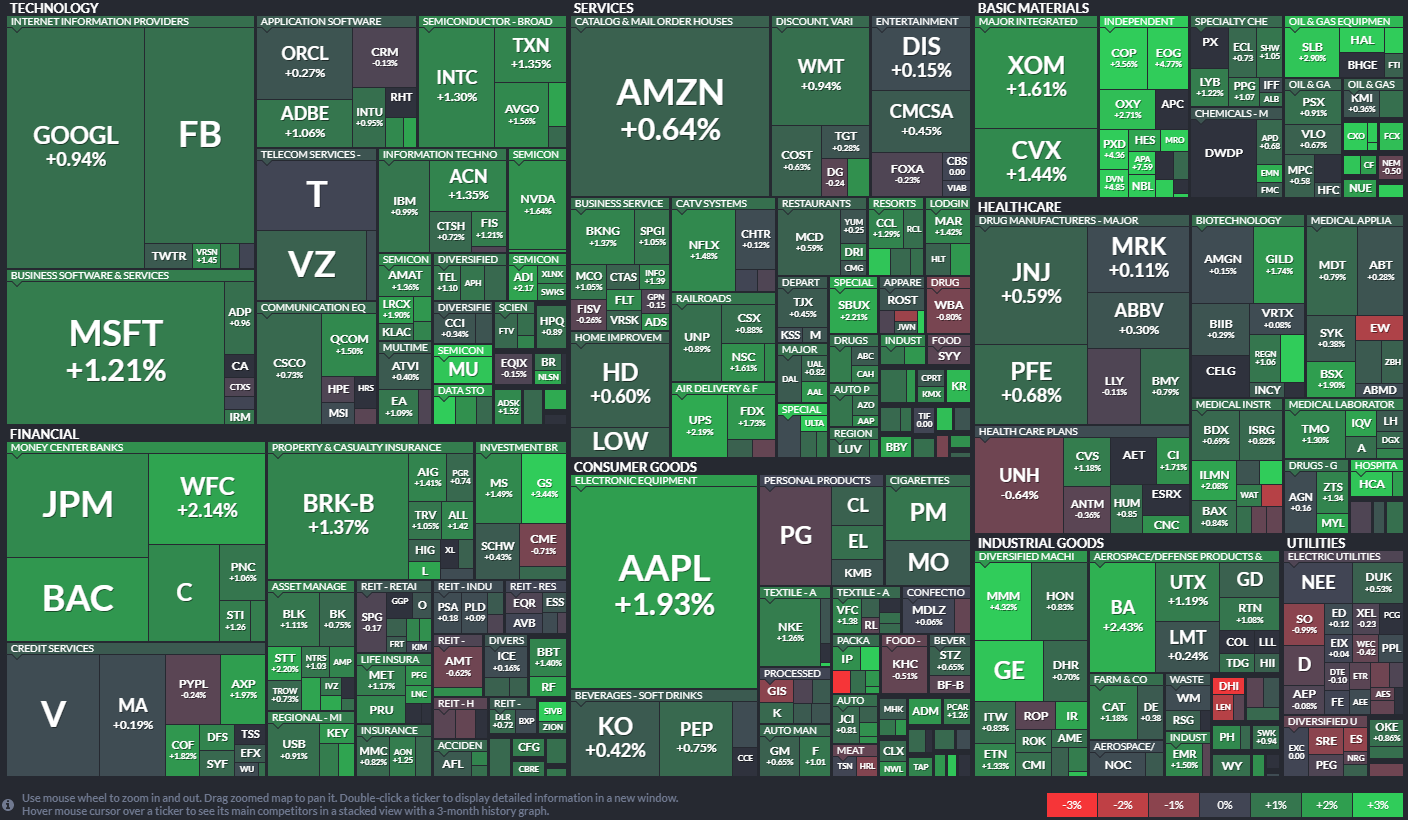 TECHNOLOGY
INTERNET INFORMATION PROVIDERS
GOOGL
+0.94%
FB
TWTR
VRSN
+1.45
APPLICATION SOFTWARE
ORCL
+0.27%
CRM
-0.13%
ADBE
+1.06%
INTU
+0.95%
RHT
SEMICONDUCTOR - BROAD
INTC
+1.30%
TXN
+1.35%
AVGO
+1.56%
TELECOM SERVICES -
T
VZ
INFORMATION TECHNO
IBM
+0.99%
ACN
+1.35%
CTSH
+0.72%
FIS
+1.21%
SEMICON
NVDA
+1.64%
BUSINESS SOFTWARE & SERVICES
MSFT
+1.21%
ADP
+0.96
CA
CTXS
IRM
COMMUNICATION EQ
CSCO
+0.73%
QCOM
+1.50%
HPE
HRS
MSI
SEMICON
AMAT
+1.36%
LRCX
+1.90%
KLAC
DIVERSIFIED
TEL
+1.10
APH
SEMICON
ADI
+2.17
XLNX
SWKS
DIVERSIFIE
CCI
+0.34%
SCIEN
FTV
HPQ
+0.89
MULTIME
ATVI
+0.40%
EA
+1.09%
SEMICON
MU
EQIX
-0.15%
BR
NLSN
DATA STO
ADSK
+1.52
FINANCIAL
MONEY CENTER BANKS
JPM
WFC
+2.14%
BAC
C
PNC
+1.06%
STI
+1.26
PROPERTY & CASUALTY INSURANCE
BRK-B
+1.37%
AIG
+1.41%
PGR
+0.74
TRV
+1.05%
ALL
+1.42
HIG
XL
L
INVESTMENT BR
MS
+1.49%
GS
+3.44%
SCHW
+0.43%
CME
-0.71%
CREDIT SERVICES
V
MA
+0.19%
PYPL
-0.24%
AXP
+1.97%
COF
+1.82%
DFS
SYF
TSS
EFX
WU
ASSET MANAGE
BLK
+1.11%
BK
+0.75%
STT
+2.20%
NTRS
+1.03
AMP
TROW
+0.73%
IVZ
REGIONAL - MI
USB
+0.91%
KEY
REIT - RETAI
SPG
-0.17
GGP
O
FRT
KIM
REIT - INDU
PSA
+0.18
PLD
+0.09
REIT - RES
EQR
ESS
AVB
LIFE INSURA
MET
+1.17%
PFG
LNC
PRU
REIT -
AMT
-0.62%
DIVERS
ICE
+0.16%
BBT
+1.40%
RF
INSURANCE
MMC
+0.82%
AON
+1.25
REIT - H
REIT -
DLR
+0.72
BXP
SIVB
ZION
ACCIDEN
AFL
CFG
CBRE
SERVICES
CATALOG & MAIL ORDER HOUSES
AMZN
+0.64%
DISCOUNT, VARI
WMT
+0.94%
COST
+0.63%
TGT
+0.28%
DG
-0.24
ENTERTAINMENT
DIS
+0.15%
CMCSA
+0.45%
FOXA
-0.23%
CBS
0.00
VIAB
BUSINESS SERVICE
BKNG
+1.37%
SPGI
+1.05%
MCO
+1.05%
CTAS
INFO
+1.39
FISV
-0.26%
FLT
GPN
-0.15
VRSK
ADS
CATV SYSTEMS
NFLX
+1.48%
CHTR
+0.12%
RESTAURANTS
MCD
+0.59%
YUM
+0.25
DRI
CMG
RESORTS
CCL
+1.29%
RCL
LODGIN
MAR
+1.42%
HLT
RAILROADS
UNP
+0.89%
CSX
+0.88%
NSC
+1.61%
DEPART
TJX
+0.45%
KSS
M
SPECIAL
SBUX
+2.21%
APPARE
ROST
JWN
DRUG
WBA
-0.80%
HOME IMPROVEM
HD
+0.60%
LOW
AIR DELIVERY & F
UPS
+2.19%
FDX
+1.73%
MAJOR
DAL
UAL
+0.82
AAL
DRUGS
ABC
CAH
INDUST
FOOD
SYY
AUTO P
AZO
AAP
CPRT
KMX
KR
SPECIAL
ULTA
REGION
LUV
TIF
0.00
BBY
CONSUMER GOODS
ELECTRONIC EQUIPMENT
AAPL
+1.93%
PERSONAL PRODUCTS
PG
CL
EL
KMB
CIGARETTES
PM
MO
BEVERAGES - SOFT DRINKS
KO
+0.42%
PEP
+0.75%
CCE
TEXTILE - A
NKE
+1.26%
TEXTILE - A
VFC
+1.38
RL
CONFECTIO
MDLZ
+0.06%
PACKA
IP
FOOD -
KHC
-0.51%
BEVER
STZ
+0.65%
BF-B
PROCESSED
GIS
K
AUTO
JCI
+0.81
MHK
ADM
PCAR
+1.26
AUTO MAN
GM
+0.65%
F
+1.01
MEAT
TSN
HRL
CLX
NWL
TAP
BASIC MATERIALS
MAJOR INTEGRATED
XOM
+1.61%
CVX
+1.44%
INDEPENDENT
COP
+3.56%
EOG
+4.77%
OXY
+2.71%
APC
PXD
+4.36
HES
MRO
APA
+7.59
DVN
+4.85
NBL
SPECIALTY CHE
PX
ECL
+0.73
SHW
+1.05
LYB
+1.22%
PPG
+1.07
IFF
ALB
OIL & GAS EQUIPMEN
SLB
+2.90%
HAL
BHGE
FTI
CHEMICALS - M
DWDP
APD
+0.68
EMN
FMC
OIL & GA
PSX
+0.91%
VLO
+0.67%
MPC
+0.58
HFC
OIL & GAS
KMI
+0.36%
CXO
FCX
CF
NEM
-0.50
NUE
HEALTHCARE
DRUG MANUFACTURERS - MAJOR
JNJ
+0.59%
PFE
+0.68%
MRK
+0.11%
ABBV
+0.30%
LLY
-0.11%
BMY
+0.79%
BIOTECHNOLOGY
AMGN
+0.15%
GILD
+1.74%
BIIB
+0.29%
VRTX
+0.08%
CELG
REGN
+1.06
INCY
MEDICAL APPLIA
MDT
+0.79%
ABT
+0.28%
SYK
+0.38%
EW
BSX
+1.90%
ZBH
ABMD
HEALTH CARE PLANS
UNH
-0.64%
CVS
+1.18%
AET
CI
+1.71%
ANTM
-0.36%
HUM
+0.85
ESRX
CNC
MEDICAL INSTR
BDX
+0.69%
ISRG
+0.82%
ILMN
+2.08%
WAT
BAX
+0.84%
MEDICAL LABORATOR
TMO
+1.30%
IQV
LH
A
DGX
DRUGS - G
AGN
+0.16
ZTS
+1.34
MYL
HOSPITA
HCA
INDUSTRIAL GOODS
DIVERSIFIED MACHI
MMM
+4.32%
HON
+0.83%
GE
DHR
+0.70%
ITW
+0.83%
ROP
IR
ROK
AME
ETN
+1.33%
CMI
AEROSPACE/DEFENSE PRODUCTS &
BA
+2.43%
UTX
+1.19%
GD
RTN
+1.08%
LMT
+0.24%
COL
LLL
TDG
HII
FARM & CO
CAT
+1.18%
DE
+0.38
AEROSPACE/
NOC
WASTE
WM
RSG
INDUST
EMR
+1.50%
DHI
LEN
PH
SWK
+0.94
WY
UTILITIES
ELECTRIC UTILITIES
NEE
DUK
+0.53%
SO
-0.99%
ED
+0.12
XEL
-0.23
PCG
D
EIX
+0.04
WEC
-0.42
PPL
DTE
-0.10
ETR
AEP
-0.08
FE
AEE
AES
DIVERSIFIED U
EXC
0.00
SRE
ES
PEG
NRG
OKE
+0.86%
Use mouse wheel to zoom in and out. Drag zoomed map to pan it. Double-click a ticker to display detailed information in a new window.
Hover mouse cursor over a ticker to see its main competitors in a stacked view with a 3-month history graph.
-3%
-2%
-1%
0%
+1%
+2%
+3%